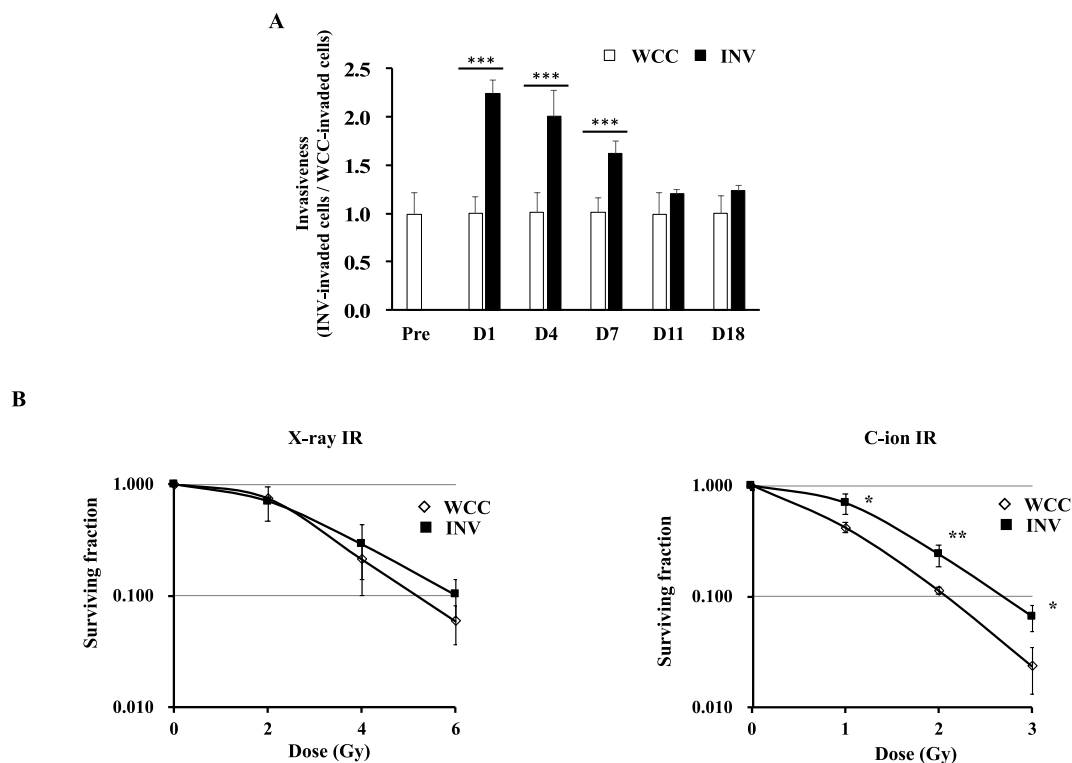 A
WCC INV
Invasiveness
(INV-invaded cells / WCC-invaded cells)
2.5
2.0
1.5
1.0
0.5
0.0
***
***
***
Pre D1 D4 D7 D11 D18
B
X-ray IR
Surviving fraction
1.000
0.100
0.010
WCC
INV
0 2 4 6
Dose (Gy)
C-ion IR
Surviving fraction
1.000
0.100
0.010
WCC
INV
*
**
*
0 1 2 3
Dose (Gy)